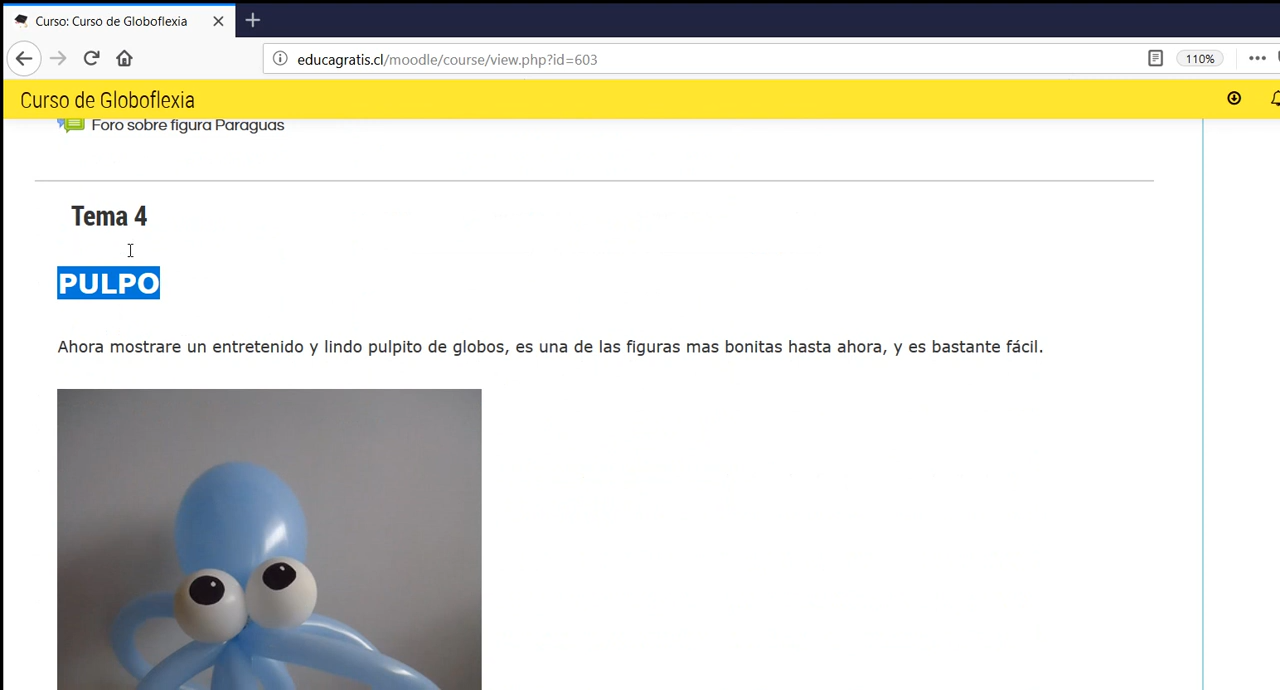 Curso: Curso de Globoflexia
educagratis.cl/moodle/course/view.php?id=603
110%
Curso de Globoflexia
Foro sobre figura Paraguas
Tema 4
PULPO
Ahora mostrare un entretenido y lindo pulpito de globos, es una de las figuras mas bonitas hasta ahora, y es bastante fácil.